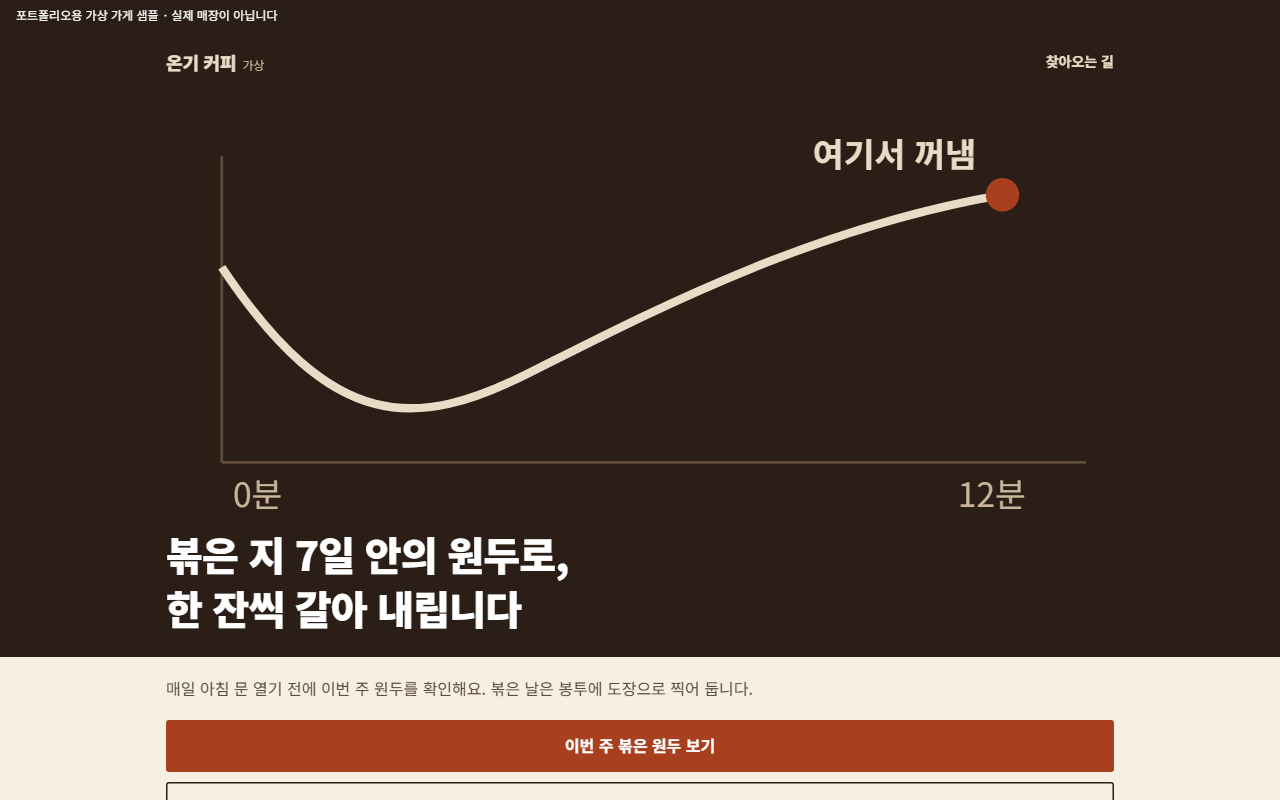 포트폴리오용 가상 가게 샘플 · 실제 매장이 아닙니다
온기 커피 가상
찾아오는 길
여기서 꺼냄
0분
12분
볶은 지 7일 안의 원두로,
한 잔씩 갈아 내립니다
매일 아침 문 열기 전에 이번 주 원두를 확인해요. 볶은 날은 봉투에 도장으로 찍어 둡니다.
이번 주 볶은 원두 보기